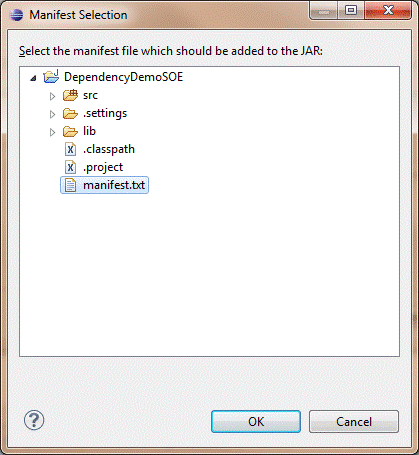 Manifest Selection
Select the manifest file which should be added to the JAR:
DependencyDemoSOE
src
.settings
lib
.classpath
.project
manifest.txt
OK
Cancel